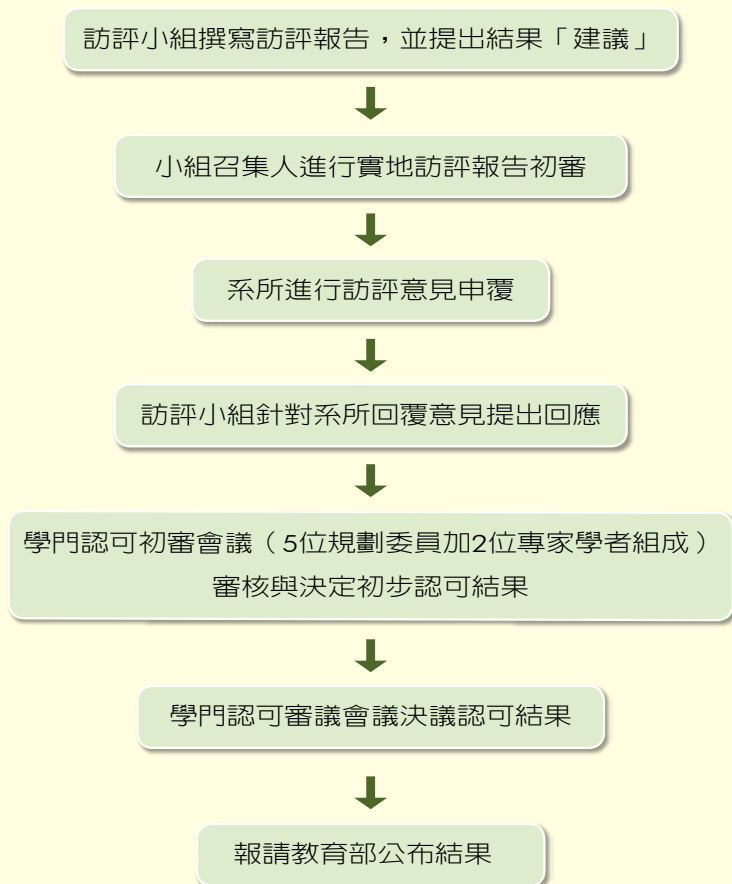 訪評小組撰寫訪評報告，並提出結果「建議」
小組召集人進行實地訪評報告初審
系所進行訪評意見申覆
訪評小組針對系所回覆意見提出回應
學門認可初審會議（5位規劃委員加2位專家學者組成）
審核與決定初步認可結果
學門認可審議會議決議認可結果
報請教育部公布結果